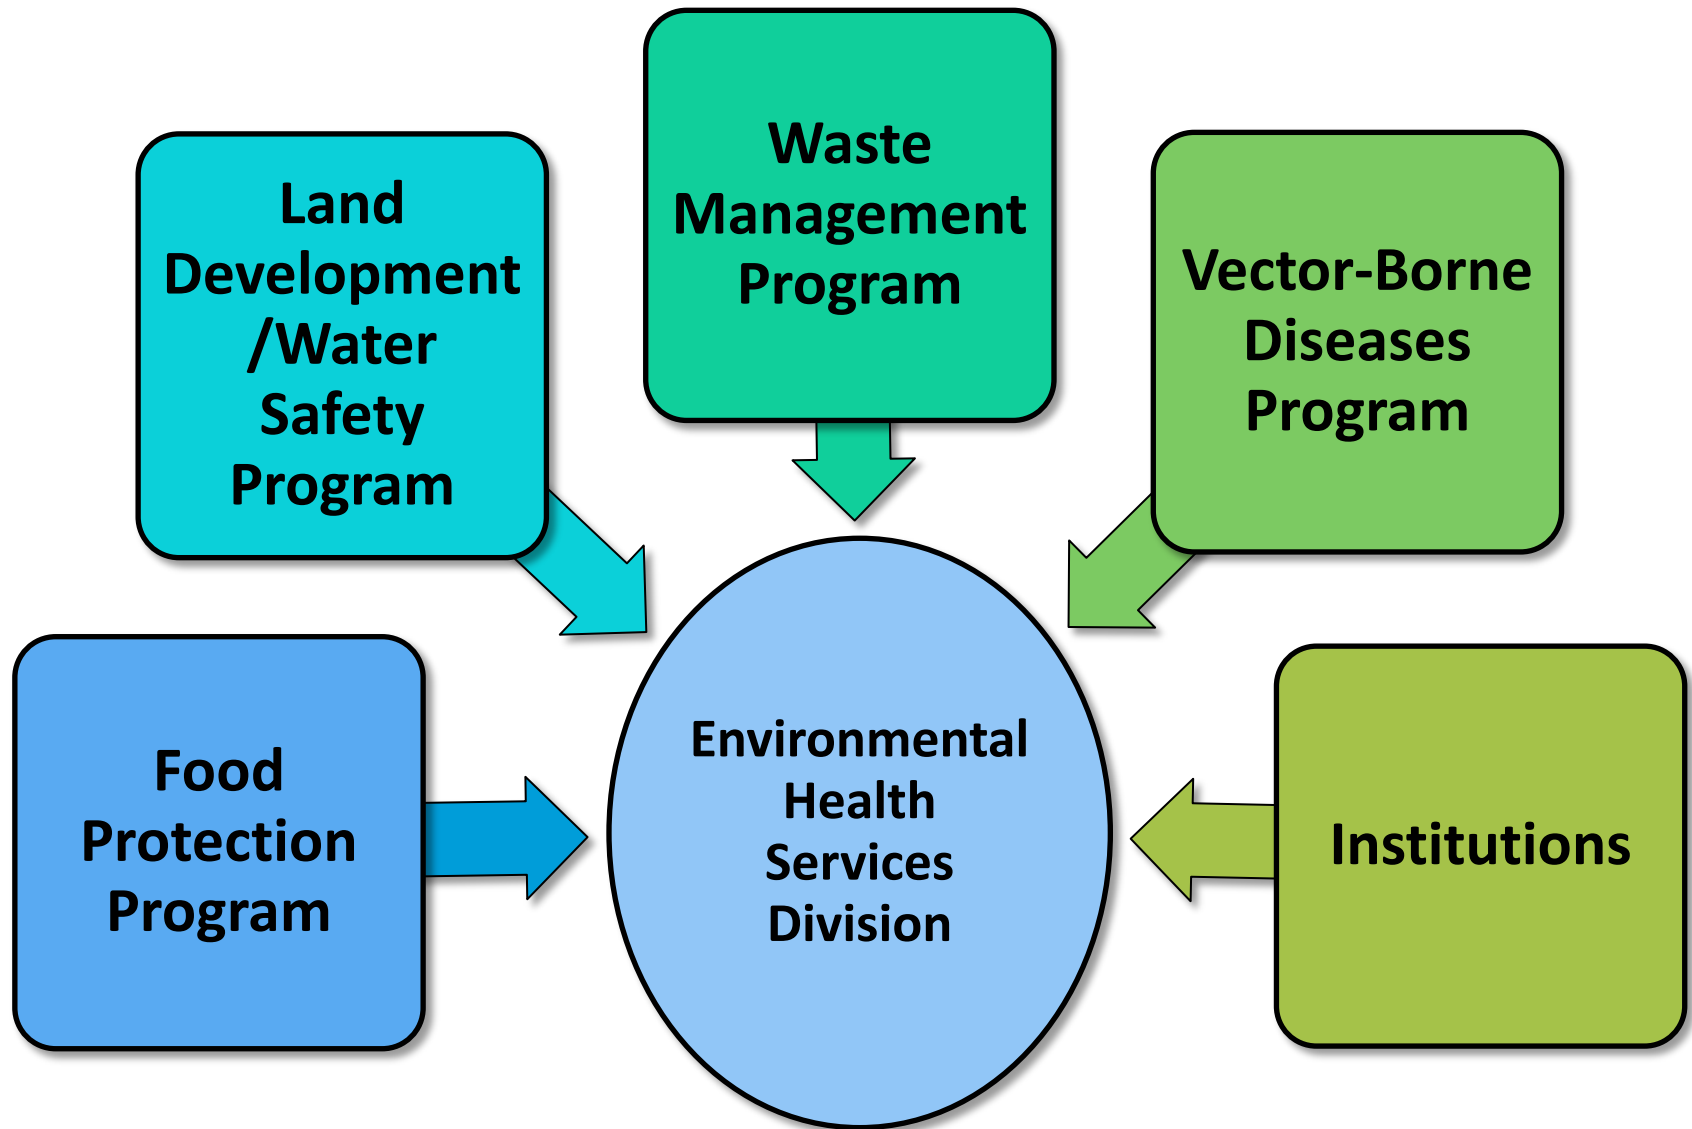 Waste
Management
Program
Land
Development
/Water
Safety
Program
Vector-Borne
Diseases
Program
Food
Protection
Program
Environmental
Health
Services
Division
Institutions